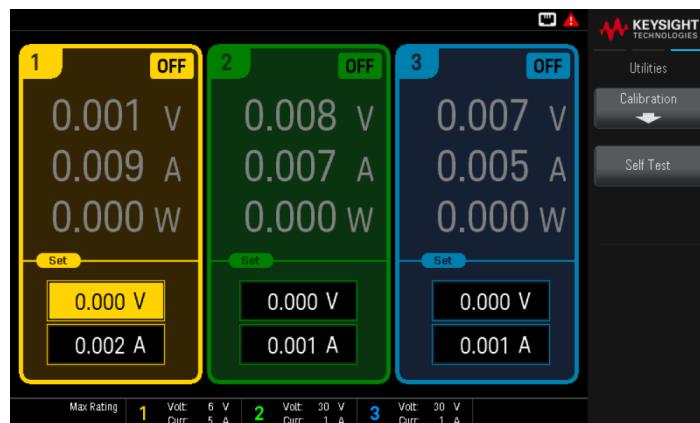 KEYSIGHT
TECHNOLOGIES
Utilities
Calibration
Self Test
1 OFF
0.001 V
0.009 A
0.000 W
Set
0.000 V
0.002 A
2 OFF
0.008 V
0.007 A
0.000 W
Set
0.000 V
0.001 A
3 OFF
0.007 V
0.005 A
0.000 W
Set
0.000 V
0.001 A
Max Rating 1 Volt: 6 V 2 Volt: 30 V 3 Volt: 30 V
Curr: 5 A Curr: 1 A Curr: 1 A